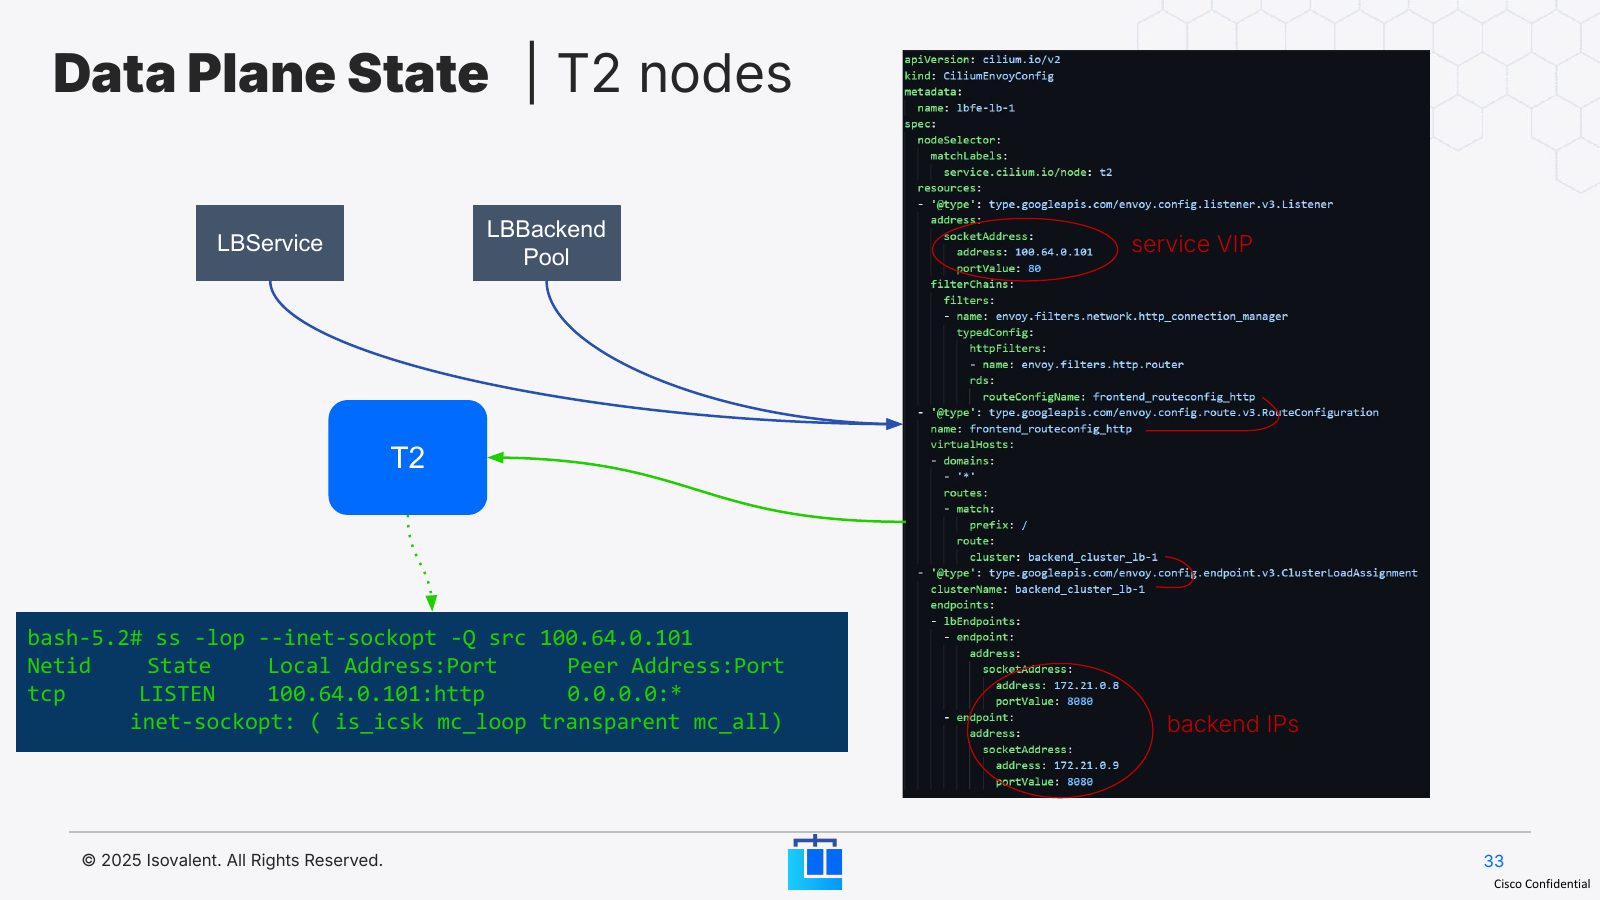 Data Plane State | T2 nodes
LBService
LBBackend
Pool
T2
bash-5.2# ss -lop --inet-sockopt -Q src 100.64.0.101
Netid State Local Address:Port Peer Address:Port
tcp LISTEN 100.64.0.101:http 0.0.0.0:*
inet-sockopt: ( is_icsk mc_loop transparent mc_all)
apiVersion: cilium.io/v2
kind: CiliumEnvoyConfig
metadata:
  name: lbfe-lb-1
spec:
  nodeSelector:
    matchLabels:
      service.cilium.io/node: t2
  resources:
  - '@type': type.googleapis.com/envoy.config.listener.v3.Listener
    address:
      socketAddress:
        address: 100.64.0.101
        portValue: 80
service VIP
    filterChains:
      filters:
      - name: envoy.filters.network.http_connection_manager
        typedConfig:
          httpFilters:
          - name: envoy.filters.http.router
          rds:
            routeConfigName: frontend_routeconfig_http
  - '@type': type.googleapis.com/envoy.config.route.v3.RouteConfiguration
    name: frontend_routeconfig_http
    virtualHosts:
    - domains:
      - '*'
      routes:
      - match:
          prefix: /
        route:
          cluster: backend_cluster_lb-1
  - '@type': type.googleapis.com/envoy.config.endpoint.v3.ClusterLoadAssignment
    clusterName: backend_cluster_lb-1
    endpoints:
    - lbEndpoints:
      - endpoint:
          address:
            socketAddress:
              address: 172.21.0.8
              portValue: 8080
      - endpoint:
          address:
            socketAddress:
              address: 172.21.0.9
              portValue: 8080
backend IPs
© 2025 Isovalent. All Rights Reserved.
33
Cisco Confidential